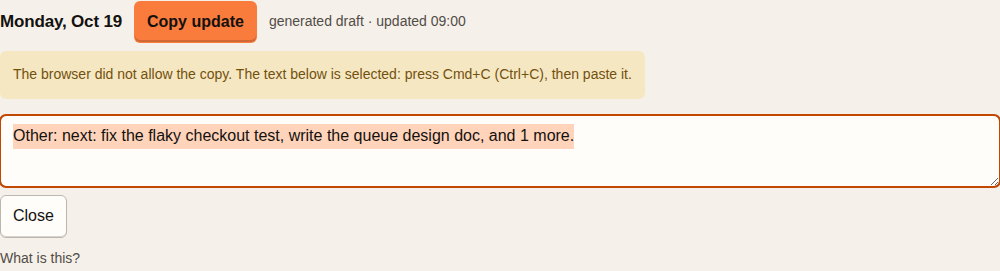 Monday, Oct 19 Copy update generated draft · updated 09:00
The browser did not allow the copy. The text below is selected: press Cmd+C (Ctrl+C), then paste it.
Other: next: fix the flaky checkout test, write the queue design doc, and 1 more.
Close
What is this?